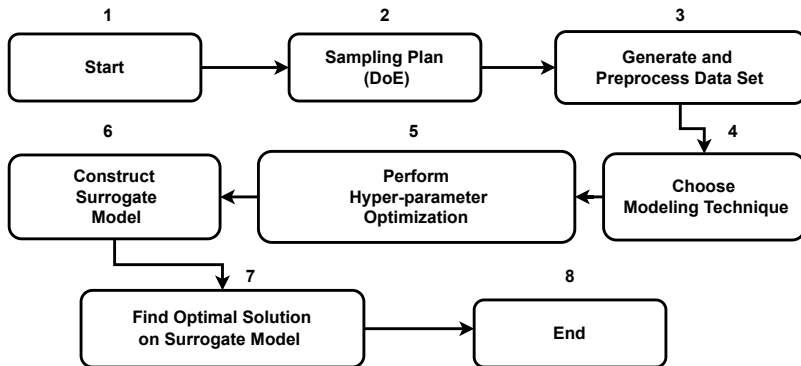 1
2
3
Start
Sampling Plan
(DoE)
Generate and
Preprocess Data Set
4
Choose
Modeling Technique
5
Perform
Hyper-parameter
Optimization
6
Construct
Surrogate
Model
7
Find Optimal Solution
on Surrogate Model
8
End